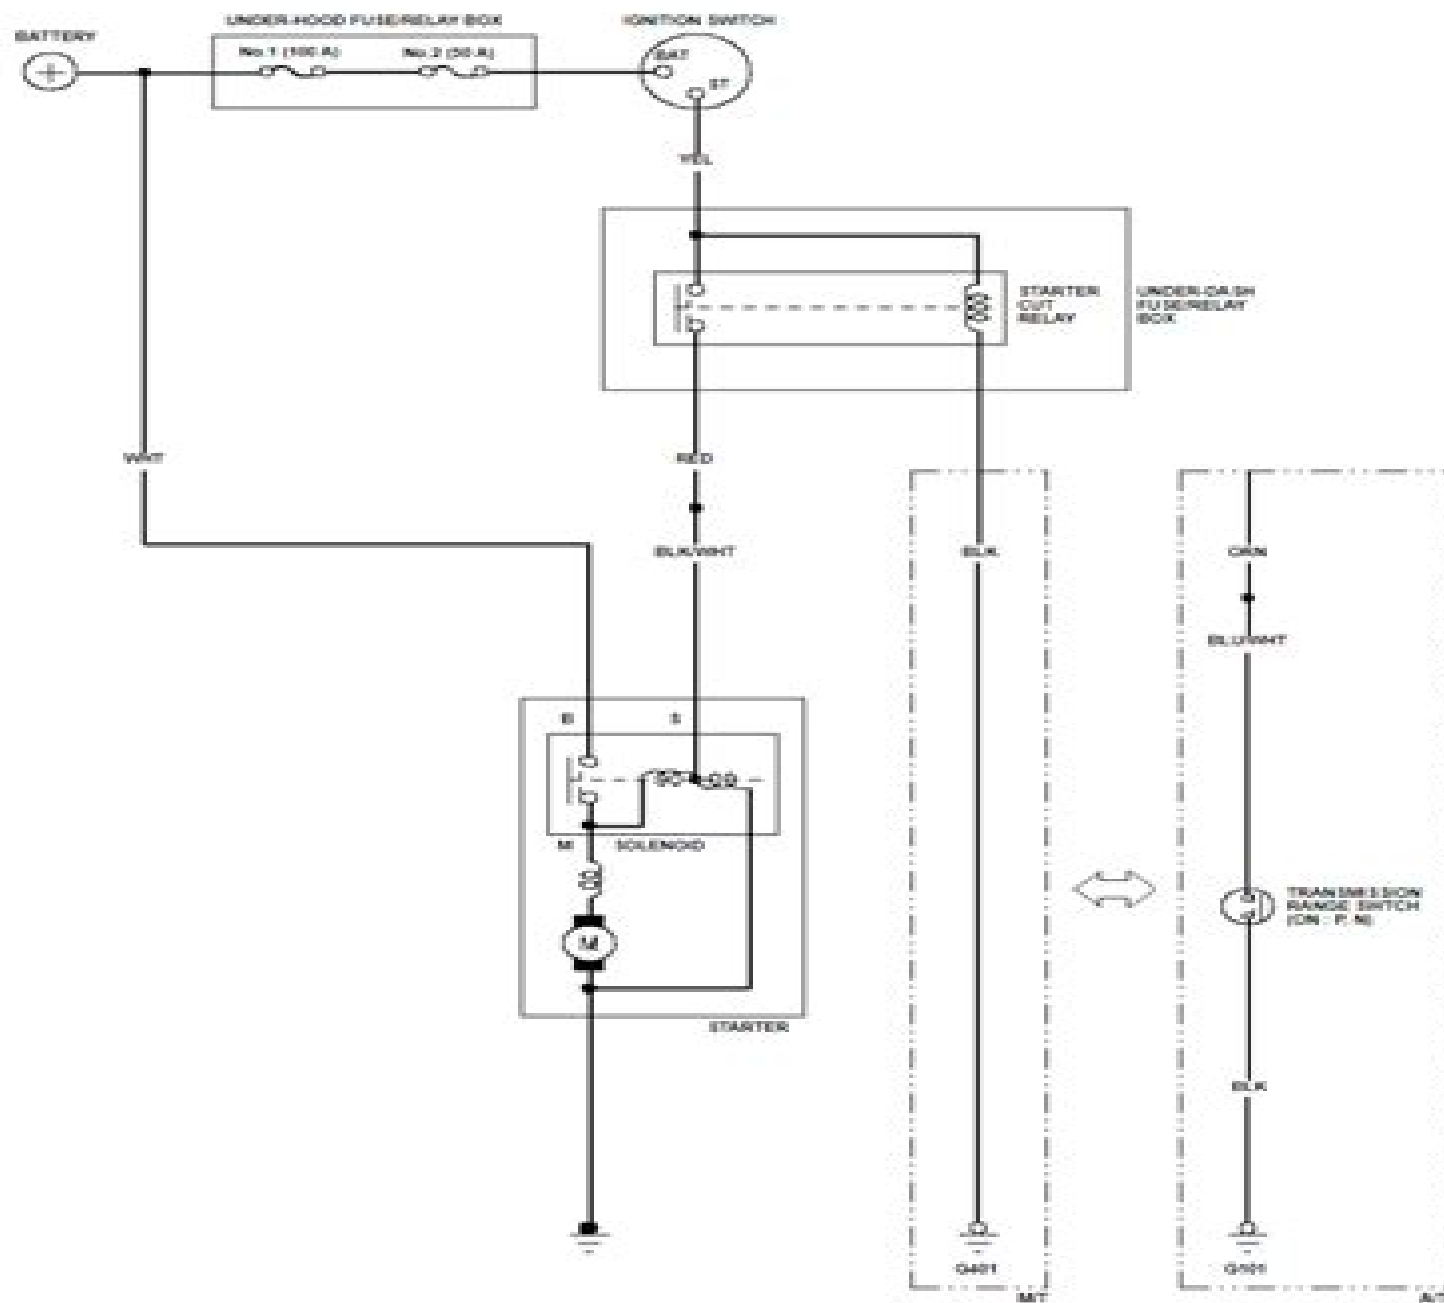 UNDER-HOOD FUSE/RELAY BOX
IGNITION SWITCH
BATTERY
No.1 (100 A)
No.2 (50 A)
BAT
ST
YEL
STARTER
CUT
RELAY
UNDER-DASH
FUSE/RELAY
BOX
WHT
RED
BLK/WHT
BLK
ORN
BLU/WHT
B
S
M
SOLENOID
TRANSMISSION
RANGE SWITCH
(ON : P, N)
M
STARTER
BLK
G401
G101
M/T
A/T